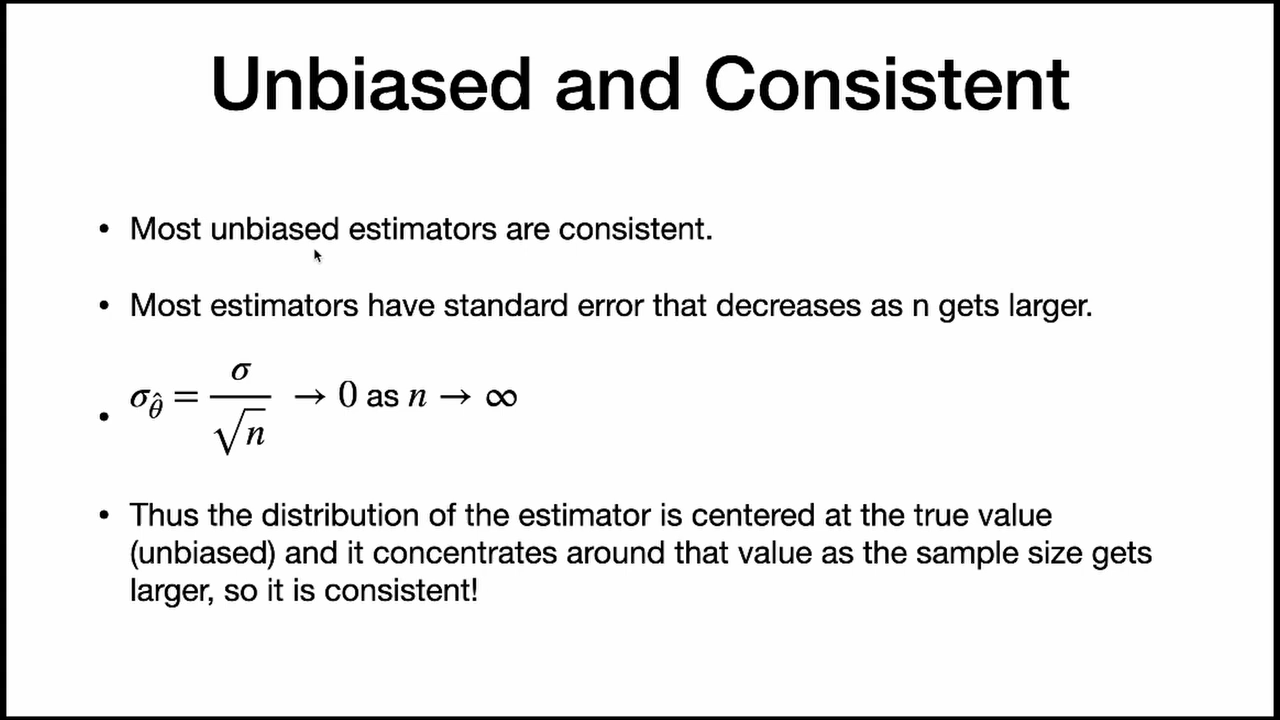 Unbiased and Consistent
• Most unbiased estimators are consistent.
• Most estimators have standard error that decreases as n gets larger.
• σ_θ̂ = σ/√n → 0 as n → ∞
• Thus the distribution of the estimator is centered at the true value
(unbiased) and it concentrates around that value as the sample size gets
larger, so it is consistent!